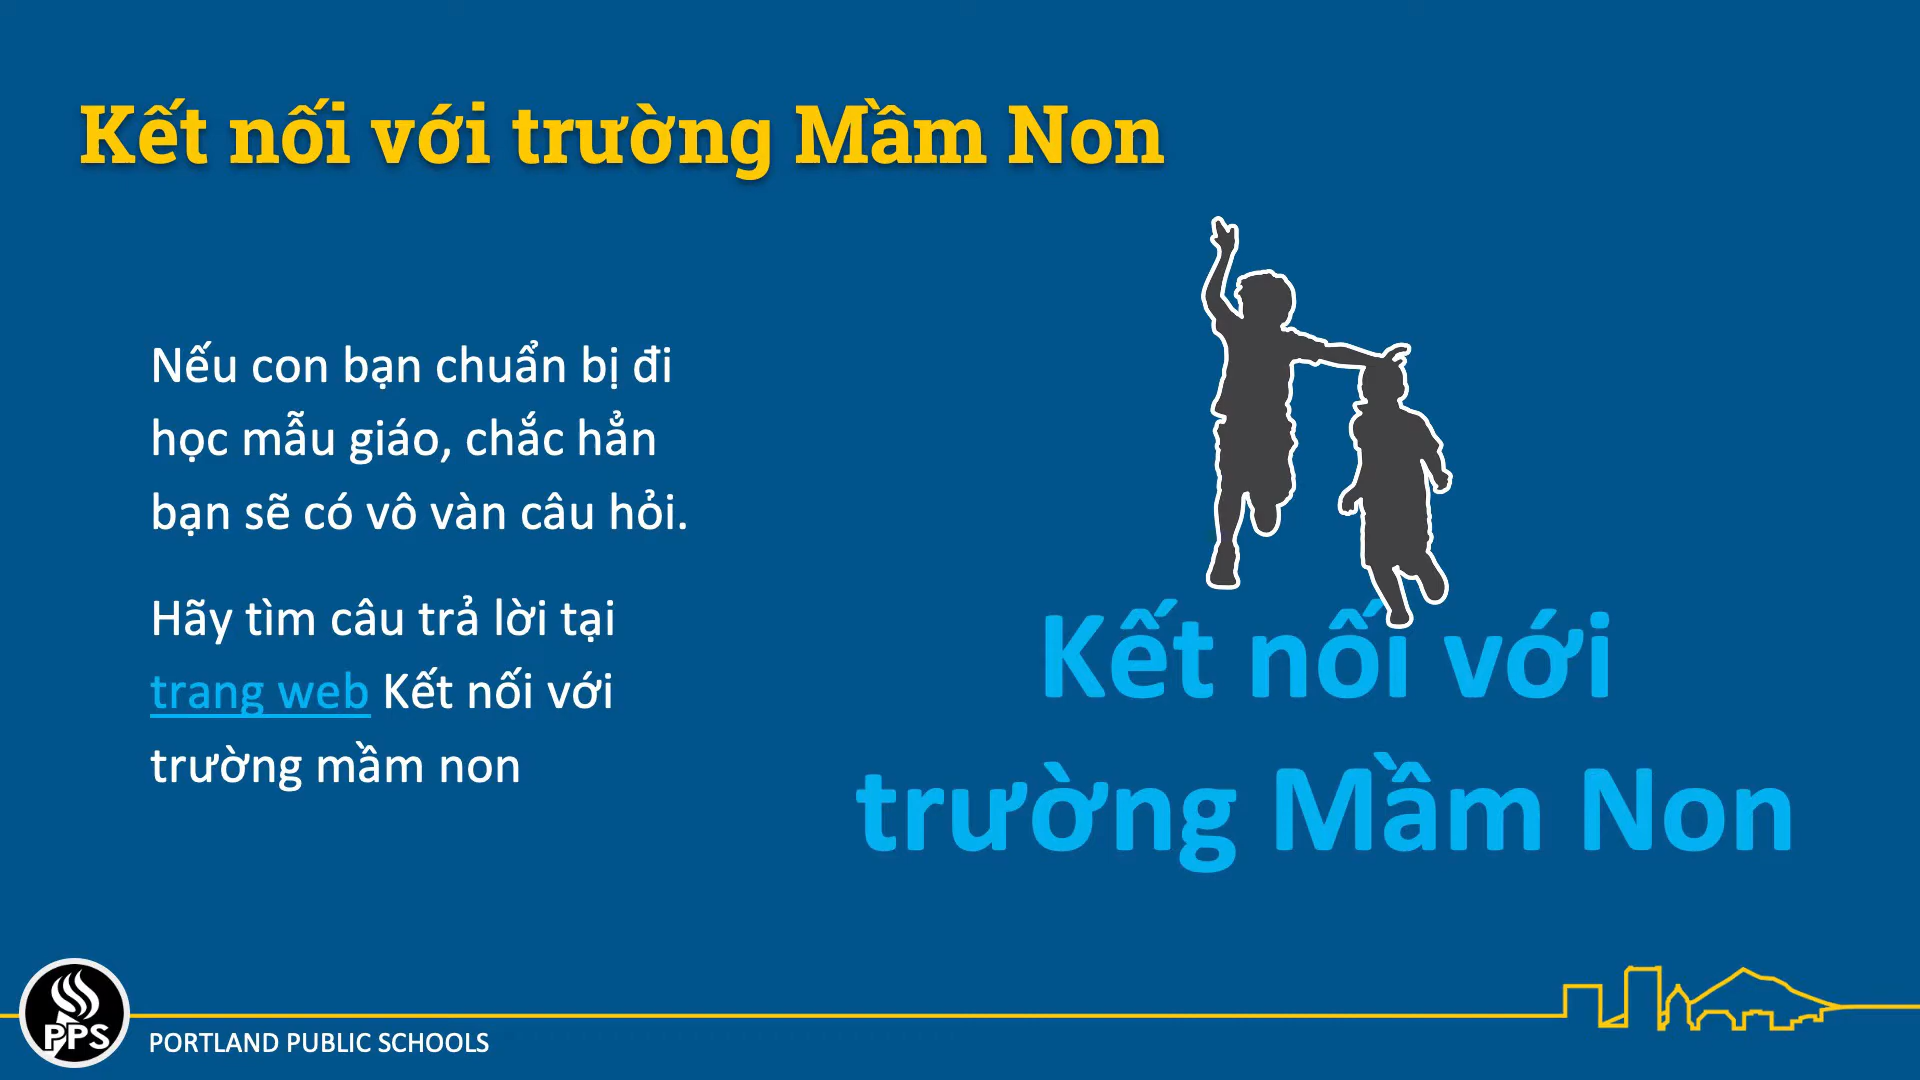 Kết nối với trường Mầm Non
Nếu con bạn chuẩn bị đi
học mẫu giáo, chắc hẳn
bạn sẽ có vô vàn câu hỏi.
Hãy tìm câu trả lời tại
trang web Kết nối với
trường mầm non
Kết nối với
trường Mầm Non
PPS
PORTLAND PUBLIC SCHOOLS